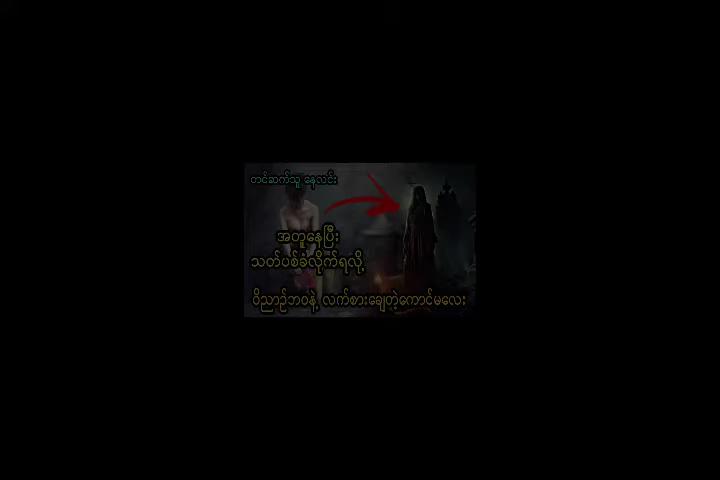 တင်ဆက်သူ နေလင်း
အတူနေပြီး
သတ်ပစ်ခံလိုက်ရလို့
ဝိညာဉ်ဘဝနဲ့ လက်စားချေတဲ့ကောင်မလေး